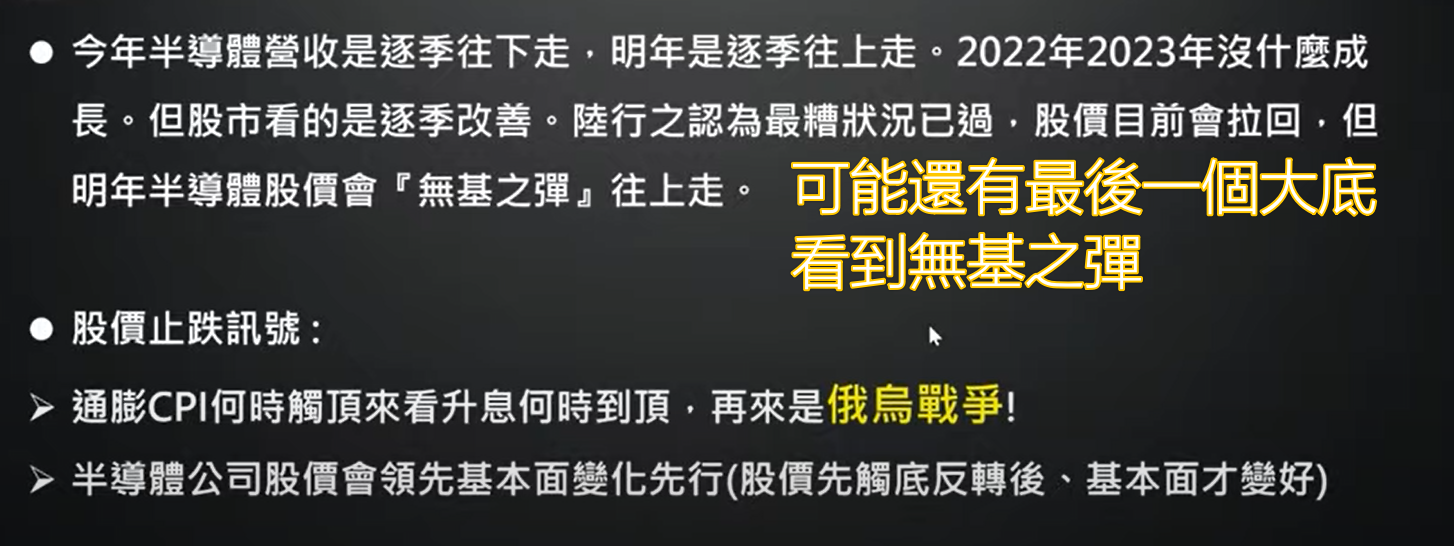 ● 今年半導體營收是逐季往下走，明年是逐季往上走。2022年2023年沒什麼成
長。但股市看的是逐季改善。陸行之認為最糟狀況已過，股價目前會拉回，但
明年半導體股價會『無基之彈』往上走。
可能還有最後一個大底
看到無基之彈
● 股價止跌訊號：
➢ 通膨CPI何時觸頂來看升息何時到頂，再來是俄烏戰爭!
➢ 半導體公司股價會領先基本面變化先行(股價先觸底反轉後、基本面才變好)